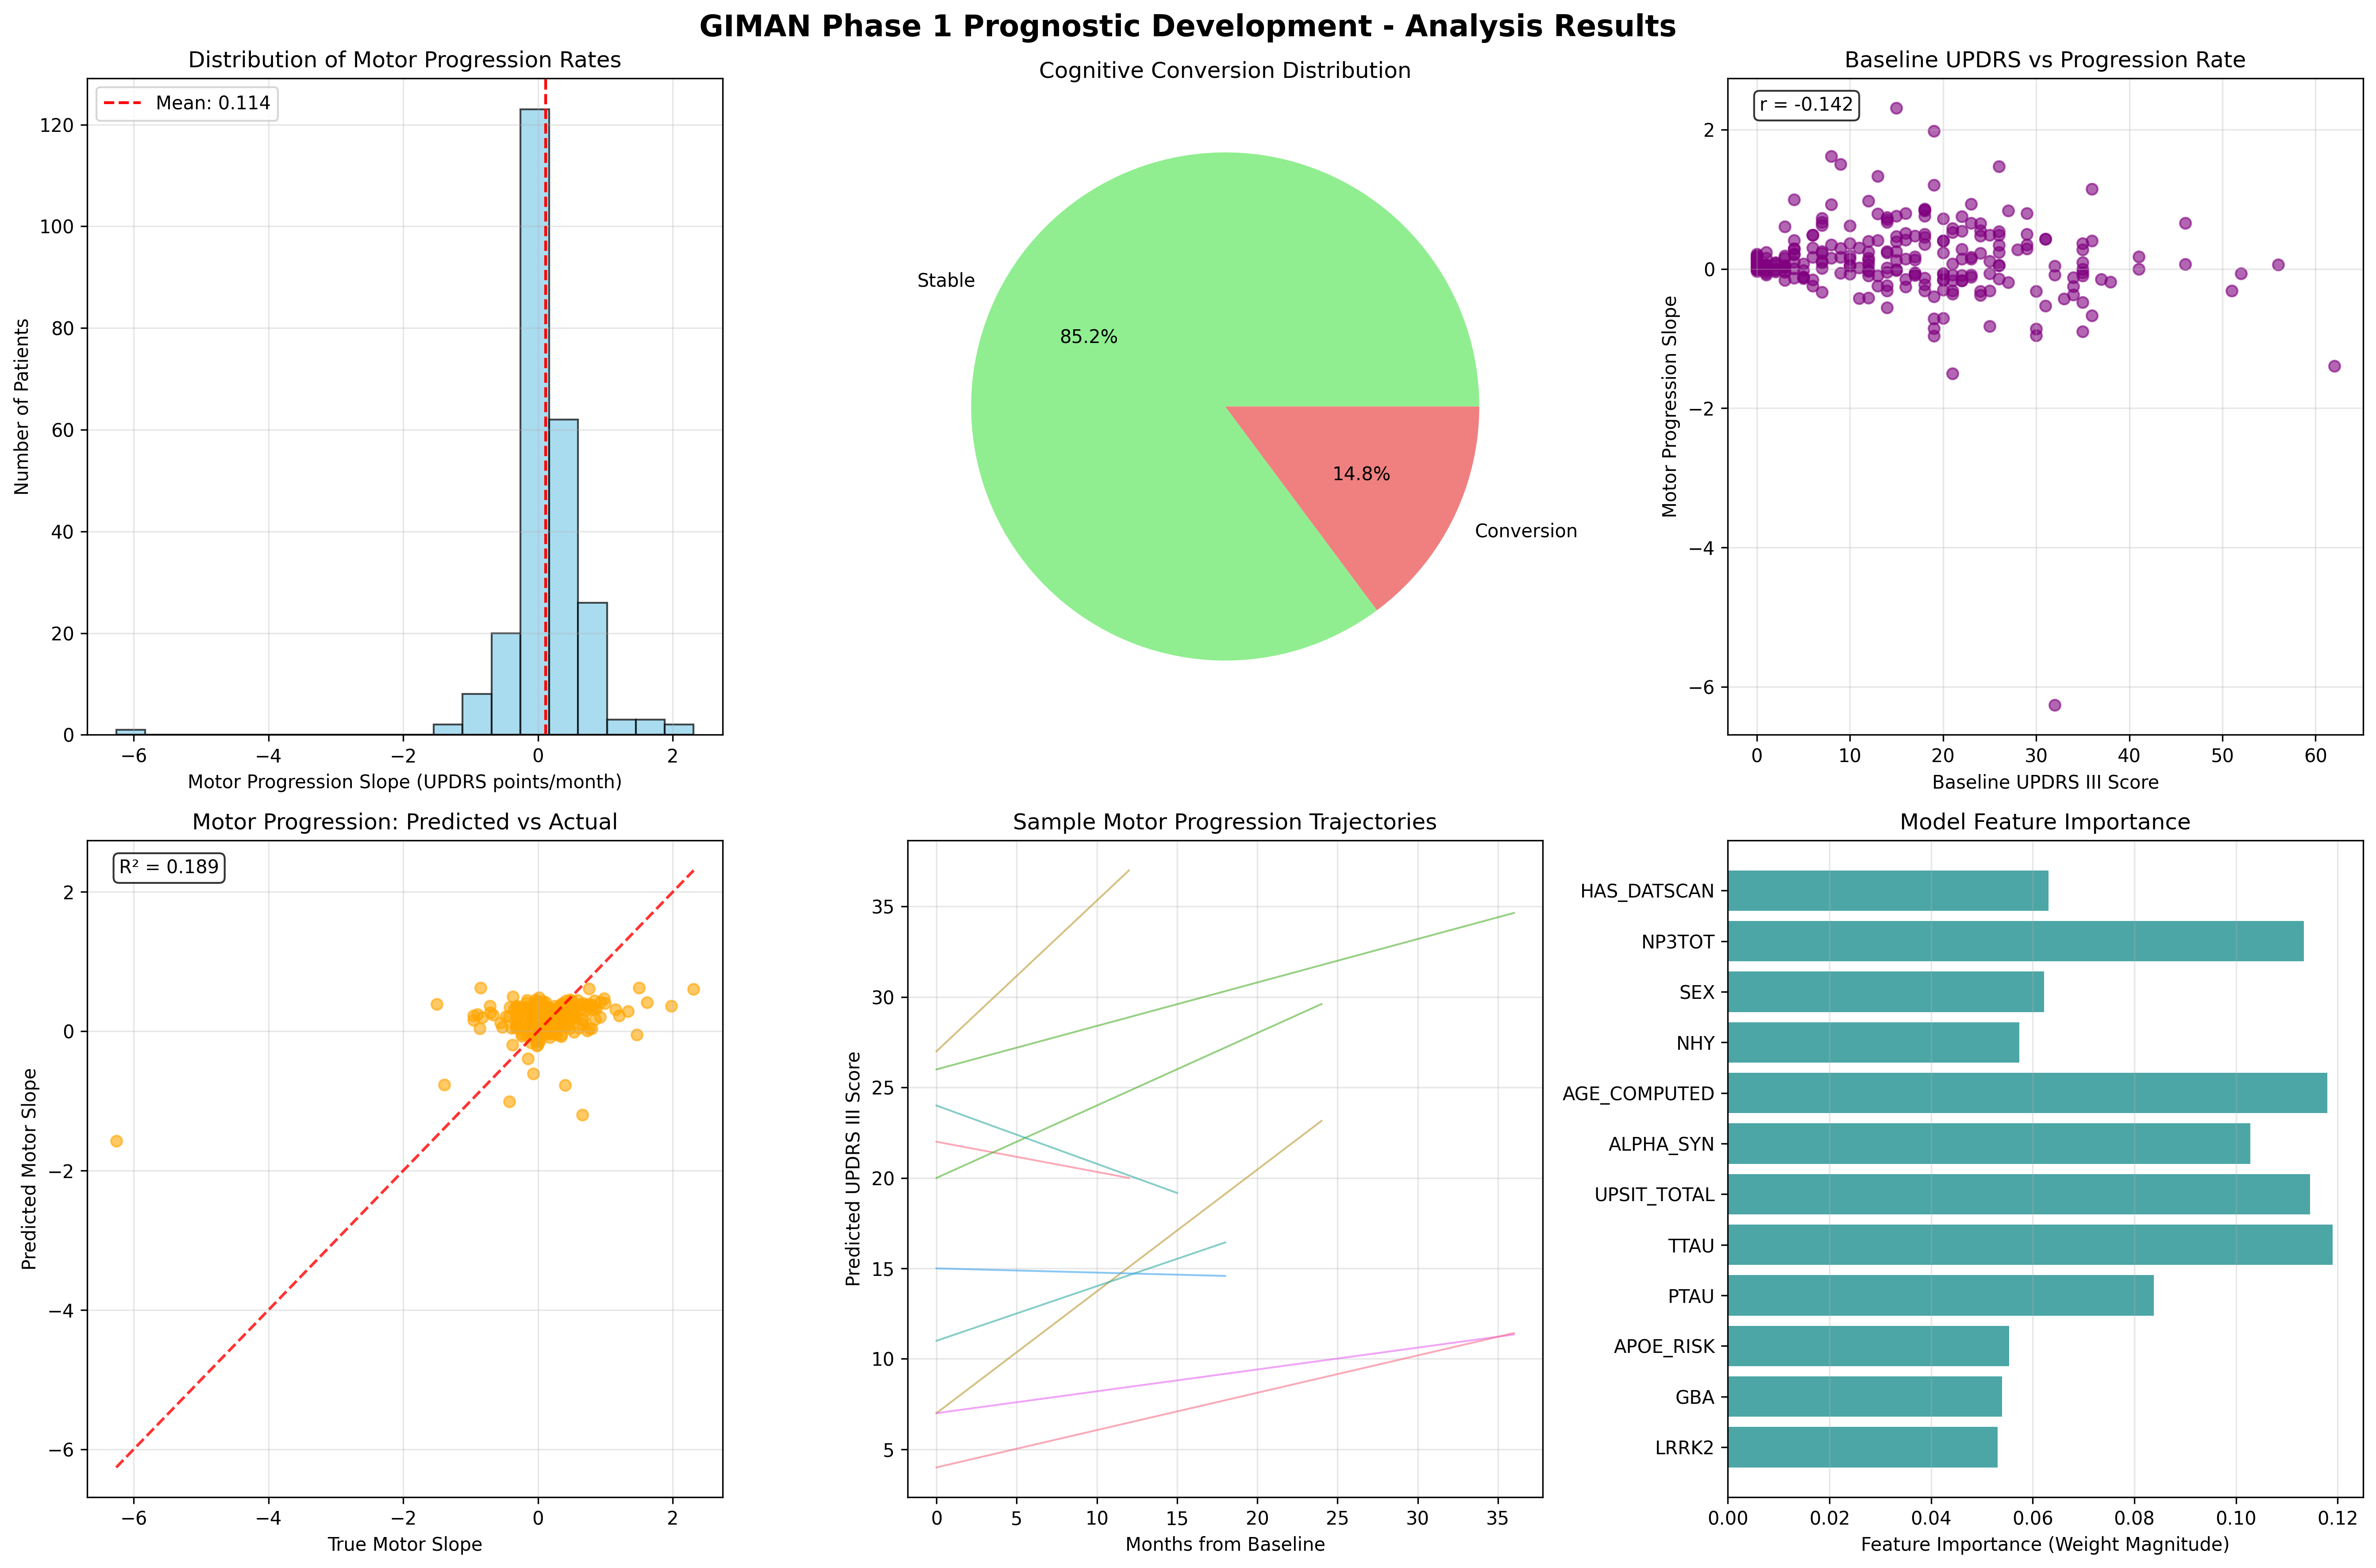 GIMAN Phase 1 Prognostic Development - Analysis Results
Distribution of Motor Progression Rates
Mean: 0.114
Number of Patients
120
100
80
60
40
20
0
−6
−4
−2
0
2
Motor Progression Slope (UPDRS points/month)
Cognitive Conversion Distribution
Stable
85.2%
14.8%
Conversion
Baseline UPDRS vs Progression Rate
r = -0.142
Motor Progression Slope
2
0
−2
−4
−6
0
10
20
30
40
50
60
Baseline UPDRS III Score
Motor Progression: Predicted vs Actual
R² = 0.189
Predicted Motor Slope
2
0
−2
−4
−6
−6
−4
−2
0
2
True Motor Slope
Sample Motor Progression Trajectories
Predicted UPDRS III Score
35
30
25
20
15
10
5
0
5
10
15
20
25
30
35
Months from Baseline
Model Feature Importance
HAS_DATSCAN
NP3TOT
SEX
NHY
AGE_COMPUTED
ALPHA_SYN
UPSIT_TOTAL
TTAU
PTAU
APOE_RISK
GBA
LRRK2
0.00
0.02
0.04
0.06
0.08
0.10
0.12
Feature Importance (Weight Magnitude)